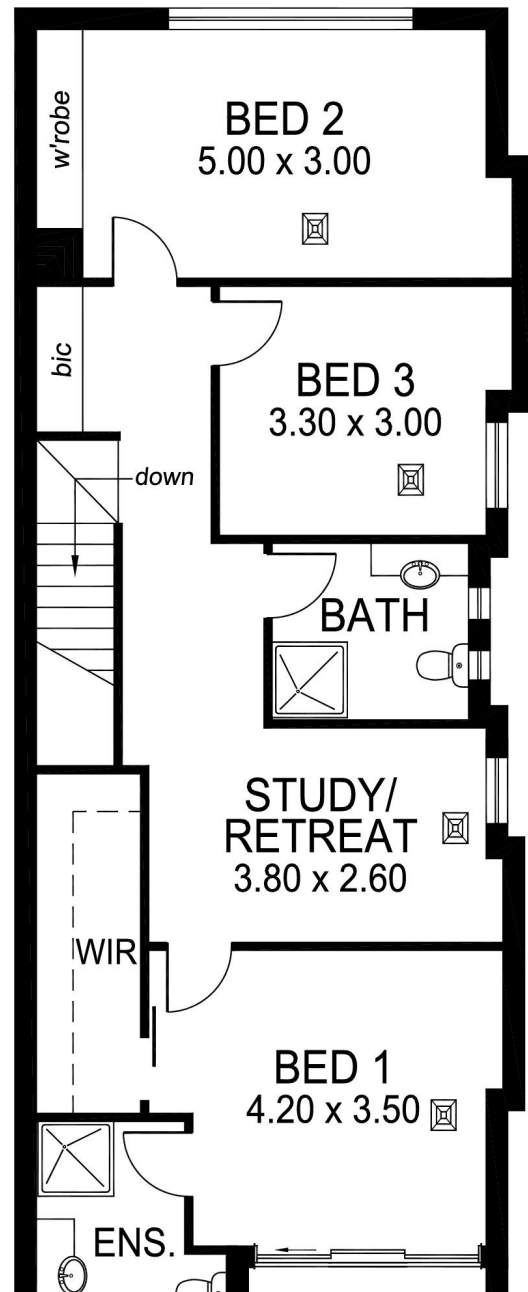 w'robe
BED 2
5.00 x 3.00
bic
BED 3
3.30 x 3.00
down
BATH
STUDY/
RETREAT
3.80 x 2.60
WIR
BED 1
4.20 x 3.50
ENS.